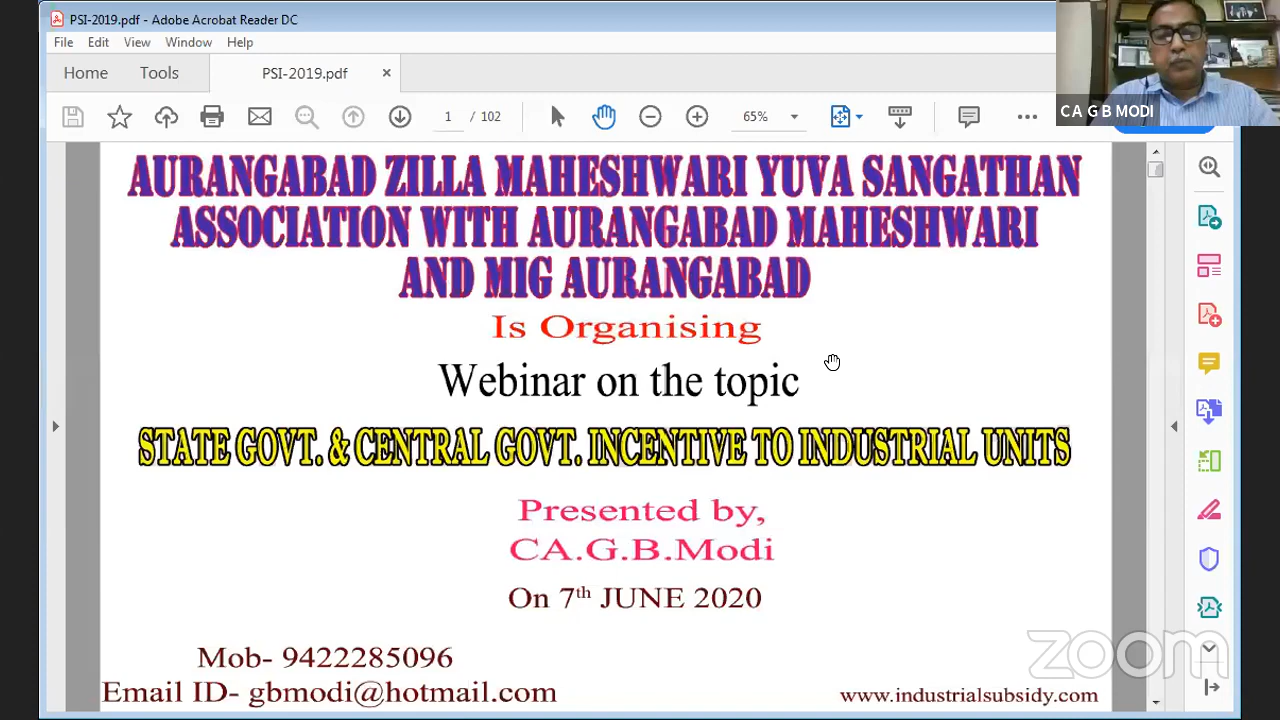 PSI-2019.pdf - Adobe Acrobat Reader DC
File Edit View Window Help
Home Tools PSI-2019.pdf ×
1 / 102 65%
CA G B MODI
AURANGABAD ZILLA MAHESHWARI YUVA SANGATHAN
ASSOCIATION WITH AURANGABAD MAHESHWARI
AND MIG AURANGABAD
Is Organising
Webinar on the topic
STATE GOVT. & CENTRAL GOVT. INCENTIVE TO INDUSTRIAL UNITS
Presented by,
CA.G.B.Modi
On 7th JUNE 2020
Mob- 9422285096
Email ID- gbmodi@hotmail.com
www.industrialsubsidy.com
zoom